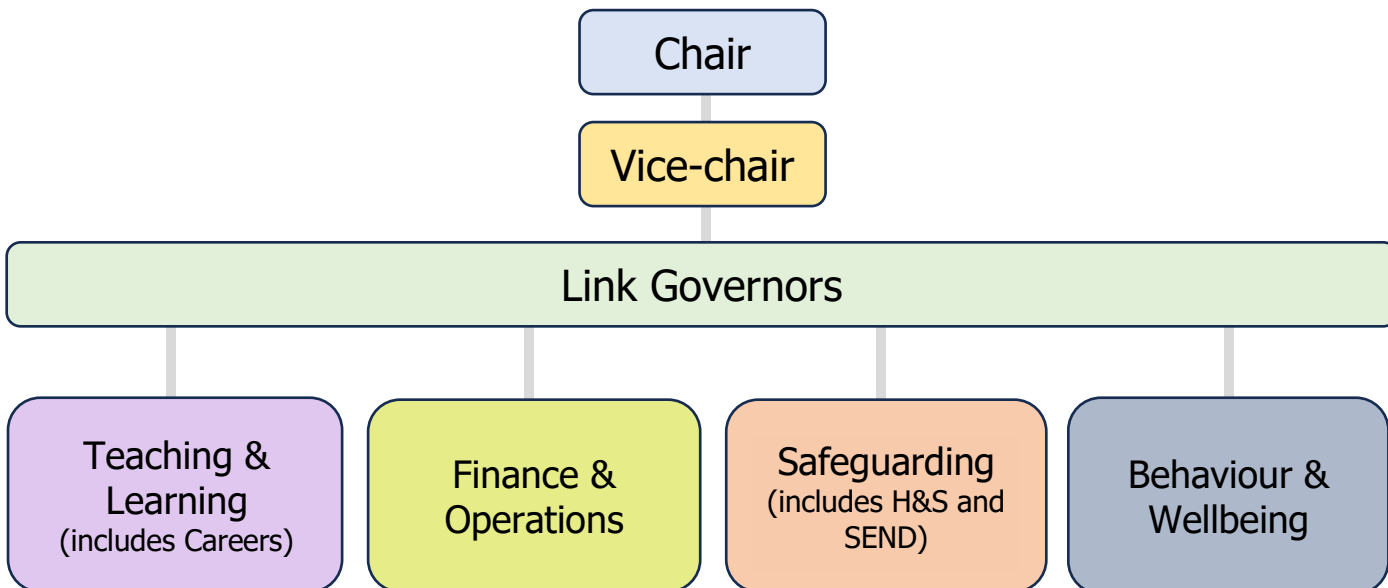 Chair
Vice-chair
Link Governors
Teaching &
Learning
(includes Careers)
Finance &
Operations
Safeguarding
(includes H&S and
SEND)
Behaviour &
Wellbeing